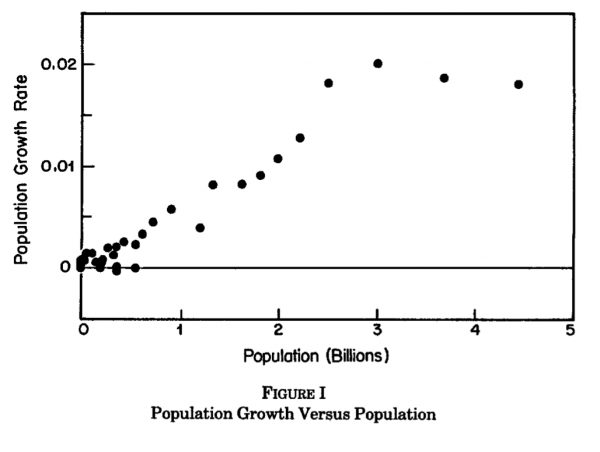 0.02
0.01
0
Population Growth Rate
0 1 2 3 4 5
Population (Billions)
FIGURE I
Population Growth Versus Population